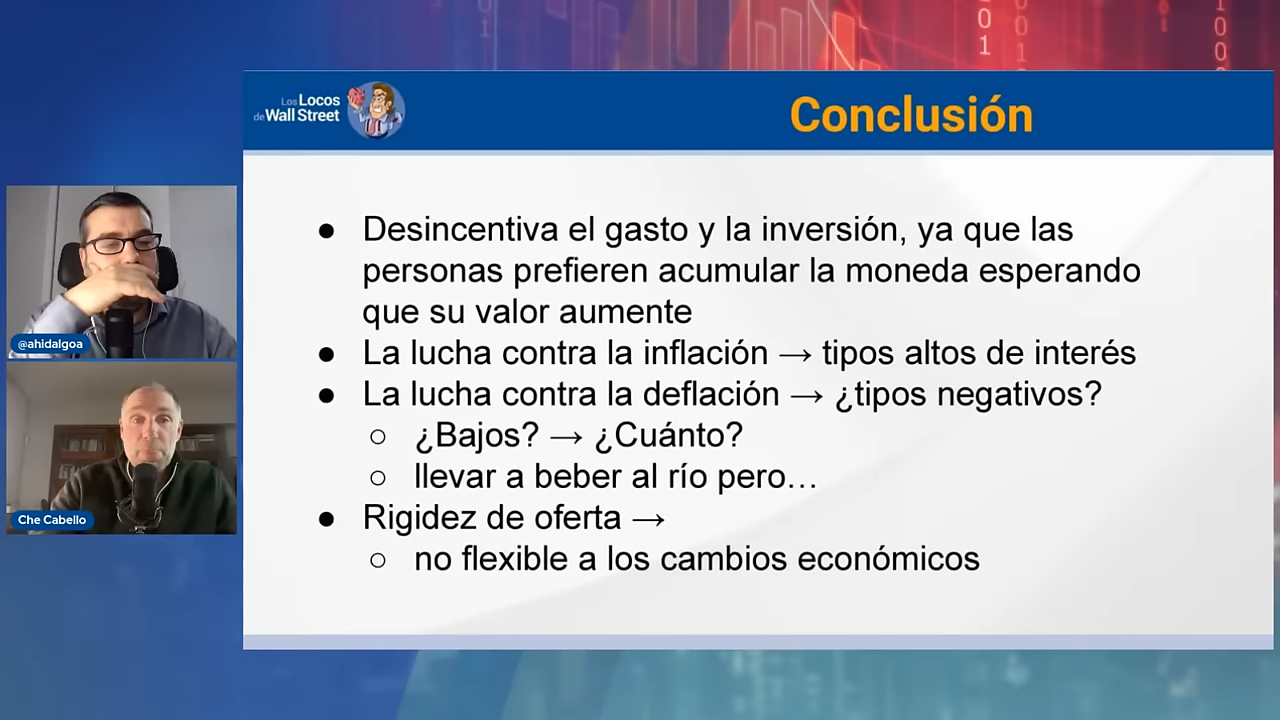 Los Locos
de Wall Street
Conclusión
● Desincentiva el gasto y la inversión, ya que las
personas prefieren acumular la moneda esperando
que su valor aumente
● La lucha contra la inflación → tipos altos de interés
● La lucha contra la deflación → ¿tipos negativos?
○ ¿Bajos? → ¿Cuánto?
○ llevar a beber al río pero…
● Rigidez de oferta →
○ no flexible a los cambios económicos
@ahidalgoa
Che Cabello